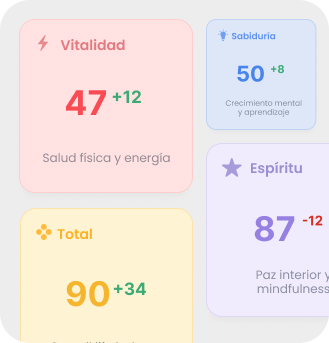 Vitalidad
47 +12
Salud física y energía
Sabiduría
50 +8
Crecimiento mental
y aprendizaje
Espíritu
87 -12
Paz interior y
mindfulness
Total
90 +34